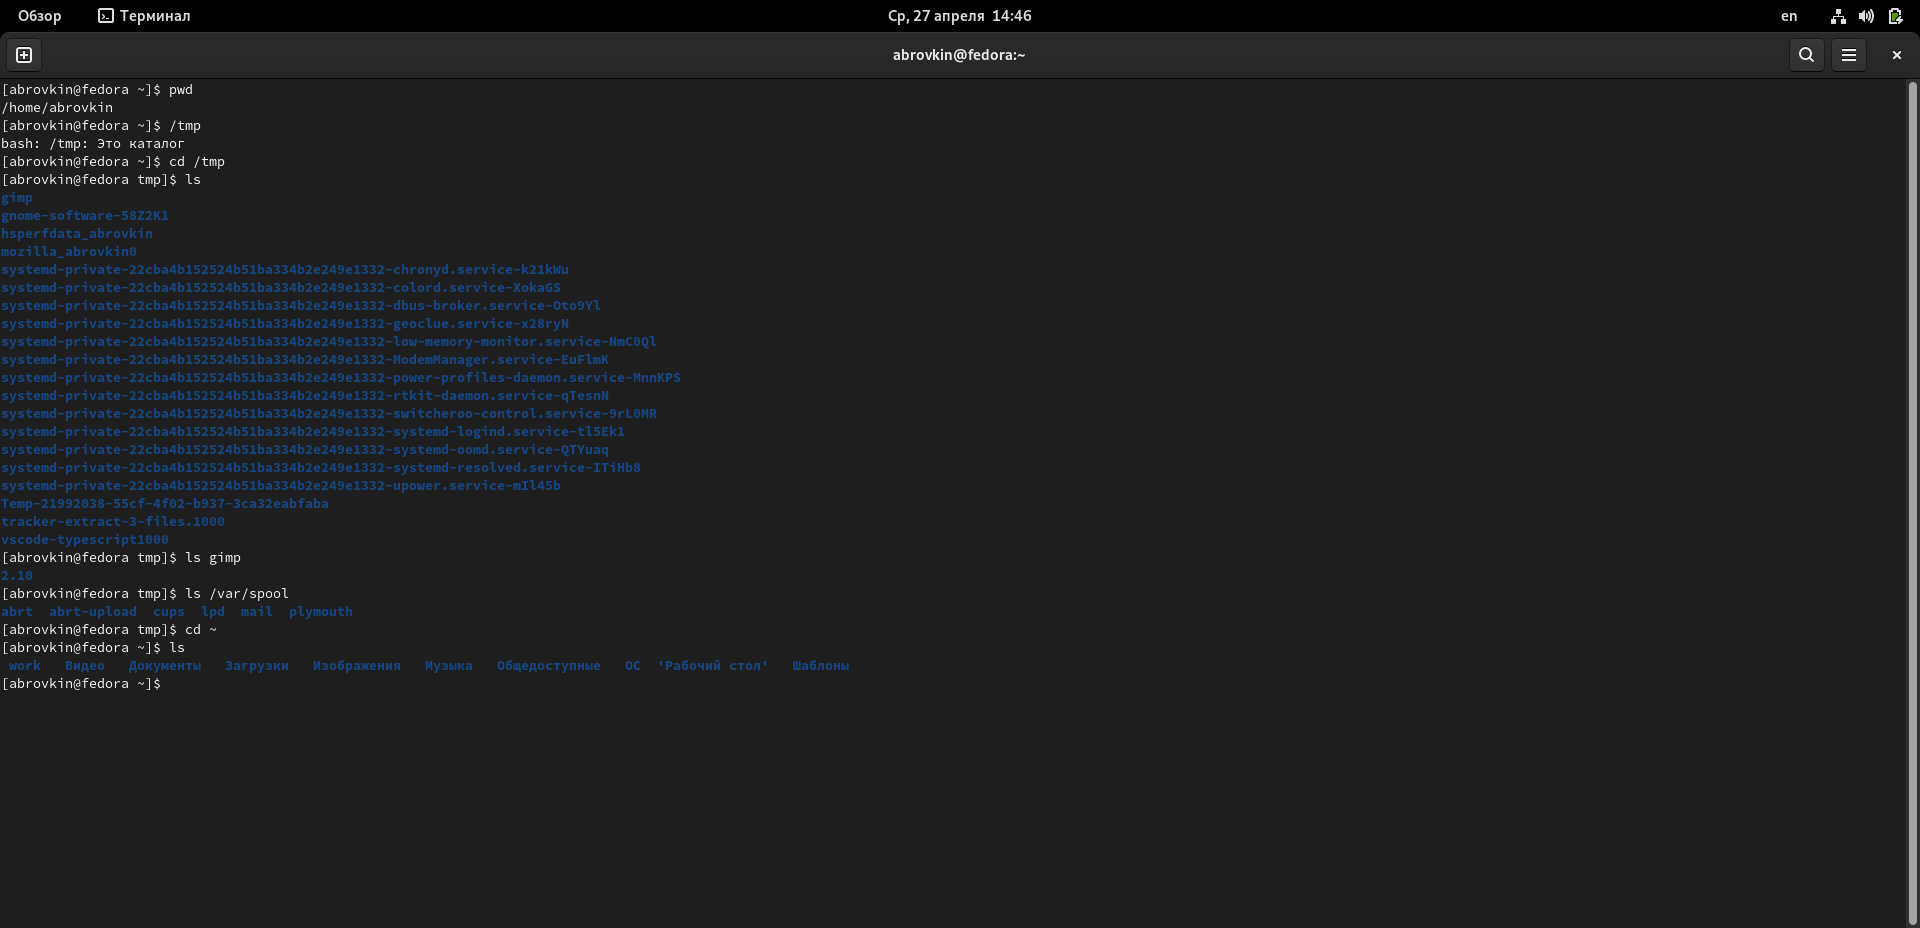 Обзор Терминал Ср, 27 апреля 14:46 en
abrovkin@fedora:~
[abrovkin@fedora ~]$ pwd
/home/abrovkin
[abrovkin@fedora ~]$ /tmp
bash: /tmp: Это каталог
[abrovkin@fedora ~]$ cd /tmp
[abrovkin@fedora tmp]$ ls
gimp
gnome-software-58Z2K1
hsperfdata_abrovkin
mozilla_abrovkin0
systemd-private-22cba4b152524b51ba334b2e249e1332-chronyd.service-k21kWu
systemd-private-22cba4b152524b51ba334b2e249e1332-colord.service-XokaGS
systemd-private-22cba4b152524b51ba334b2e249e1332-dbus-broker.service-Oto9Yl
systemd-private-22cba4b152524b51ba334b2e249e1332-geoclue.service-x28ryN
systemd-private-22cba4b152524b51ba334b2e249e1332-low-memory-monitor.service-NmC0Ql
systemd-private-22cba4b152524b51ba334b2e249e1332-ModemManager.service-EuFlmK
systemd-private-22cba4b152524b51ba334b2e249e1332-power-profiles-daemon.service-MnnKPS
systemd-private-22cba4b152524b51ba334b2e249e1332-rtkit-daemon.service-qTesnN
systemd-private-22cba4b152524b51ba334b2e249e1332-switcheroo-control.service-9rL0MR
systemd-private-22cba4b152524b51ba334b2e249e1332-systemd-logind.service-tl5Ek1
systemd-private-22cba4b152524b51ba334b2e249e1332-systemd-oomd.service-QTYuaq
systemd-private-22cba4b152524b51ba334b2e249e1332-systemd-resolved.service-ITiHb8
systemd-private-22cba4b152524b51ba334b2e249e1332-upower.service-mIl45b
Temp-21992038-55cf-4f02-b937-3ca32eabfaba
tracker-extract-3-files.1000
vscode-typescript1000
[abrovkin@fedora tmp]$ ls gimp
2.10
[abrovkin@fedora tmp]$ ls /var/spool
abrt abrt-upload cups lpd mail plymouth
[abrovkin@fedora tmp]$ cd ~
[abrovkin@fedora ~]$ ls
work Видео Документы Загрузки Изображения Музыка Общедоступные ОС 'Рабочий стол' Шаблоны
[abrovkin@fedora ~]$